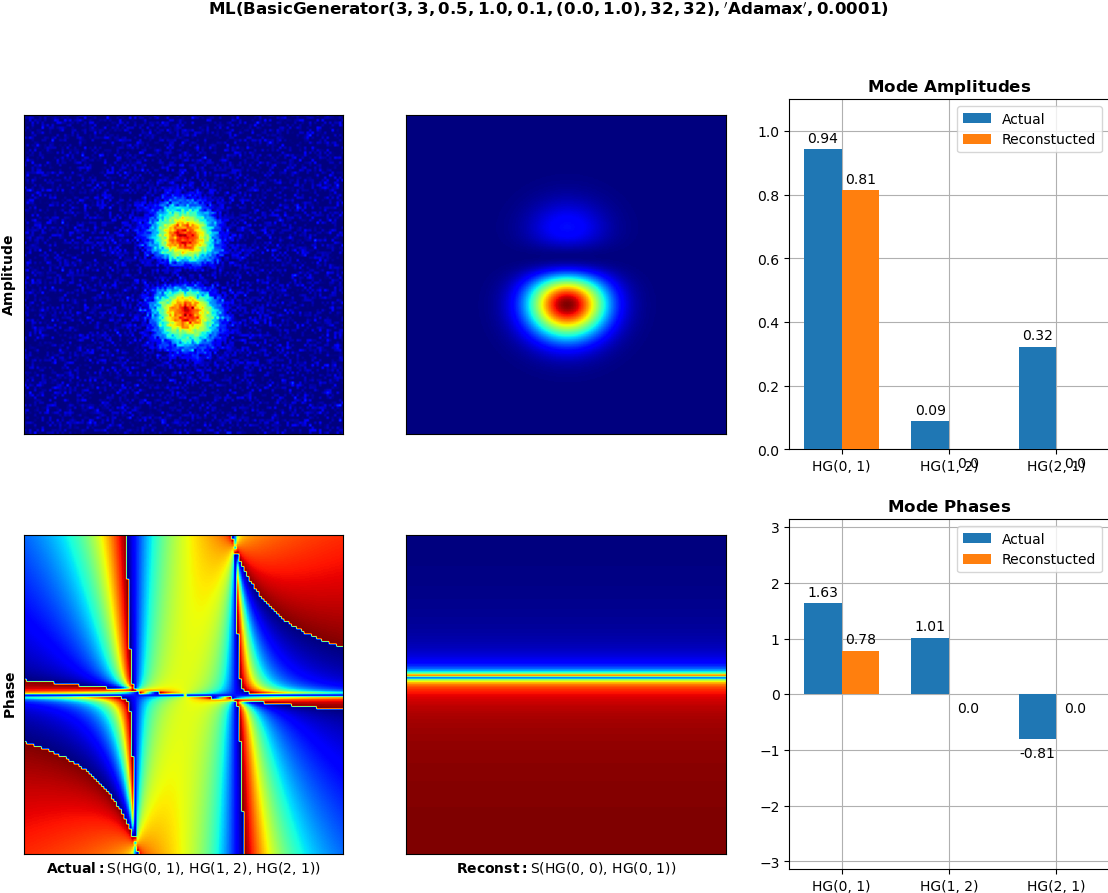 ML(BasicGenerator(3, 3, 0.5, 1.0, 0.1, (0.0, 1.0), 32, 32), ′Adamax′, 0.0001)
Amplitude
Mode Amplitudes
Actual
Reconstucted
1.0
0.8
0.6
0.4
0.2
0.0
0.94
0.81
0.09
0.0
0.32
0.0
HG(0, 1)
HG(1, 2)
HG(2, 1)
Phase
Actual: S(HG(0, 1), HG(1, 2), HG(2, 1))
Reconst: S(HG(0, 0), HG(0, 1))
Mode Phases
Actual
Reconstucted
3
2
1
0
−1
−2
−3
1.63
0.78
1.01
0.0
-0.81
0.0
HG(0, 1)
HG(1, 2)
HG(2, 1)